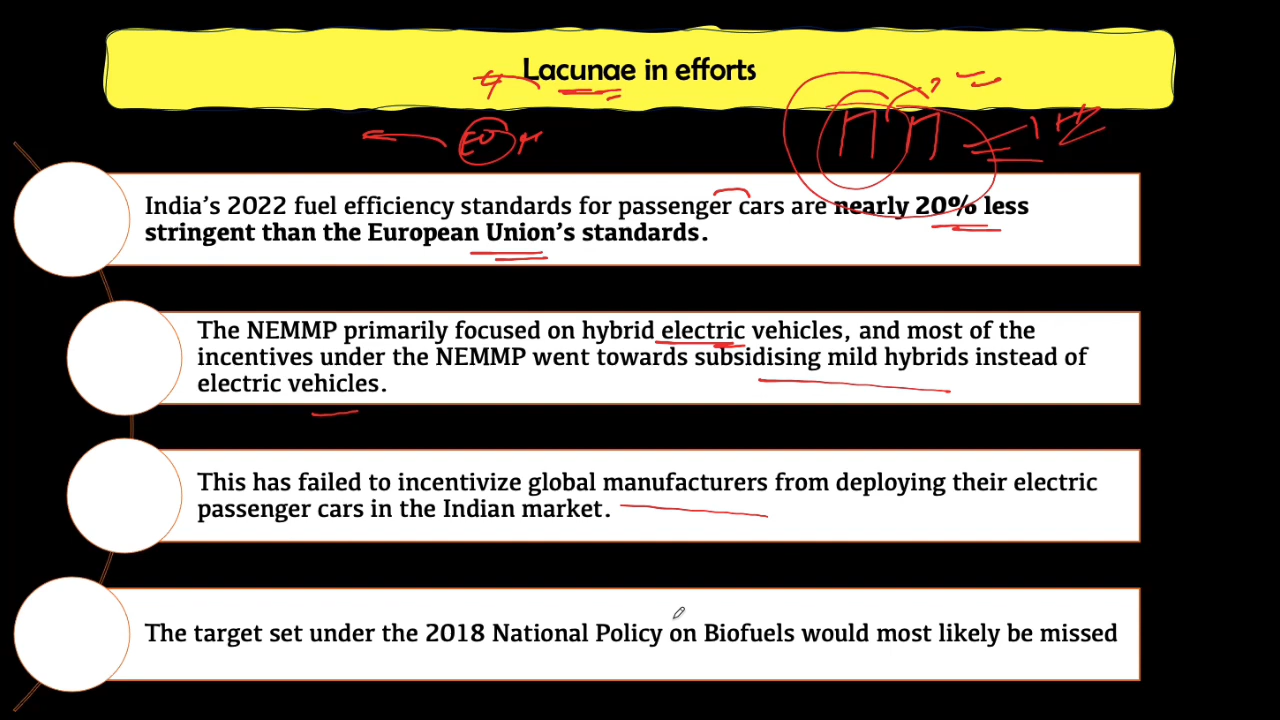 Lacunae in efforts
India's 2022 fuel efficiency standards for passenger cars are nearly 20% less
stringent than the European Union's standards.
The NEMMP primarily focused on hybrid electric vehicles, and most of the
incentives under the NEMMP went towards subsidising mild hybrids instead of
electric vehicles.
This has failed to incentivize global manufacturers from deploying their electric
passenger cars in the Indian market.
The target set under the 2018 National Policy on Biofuels would most likely be missed